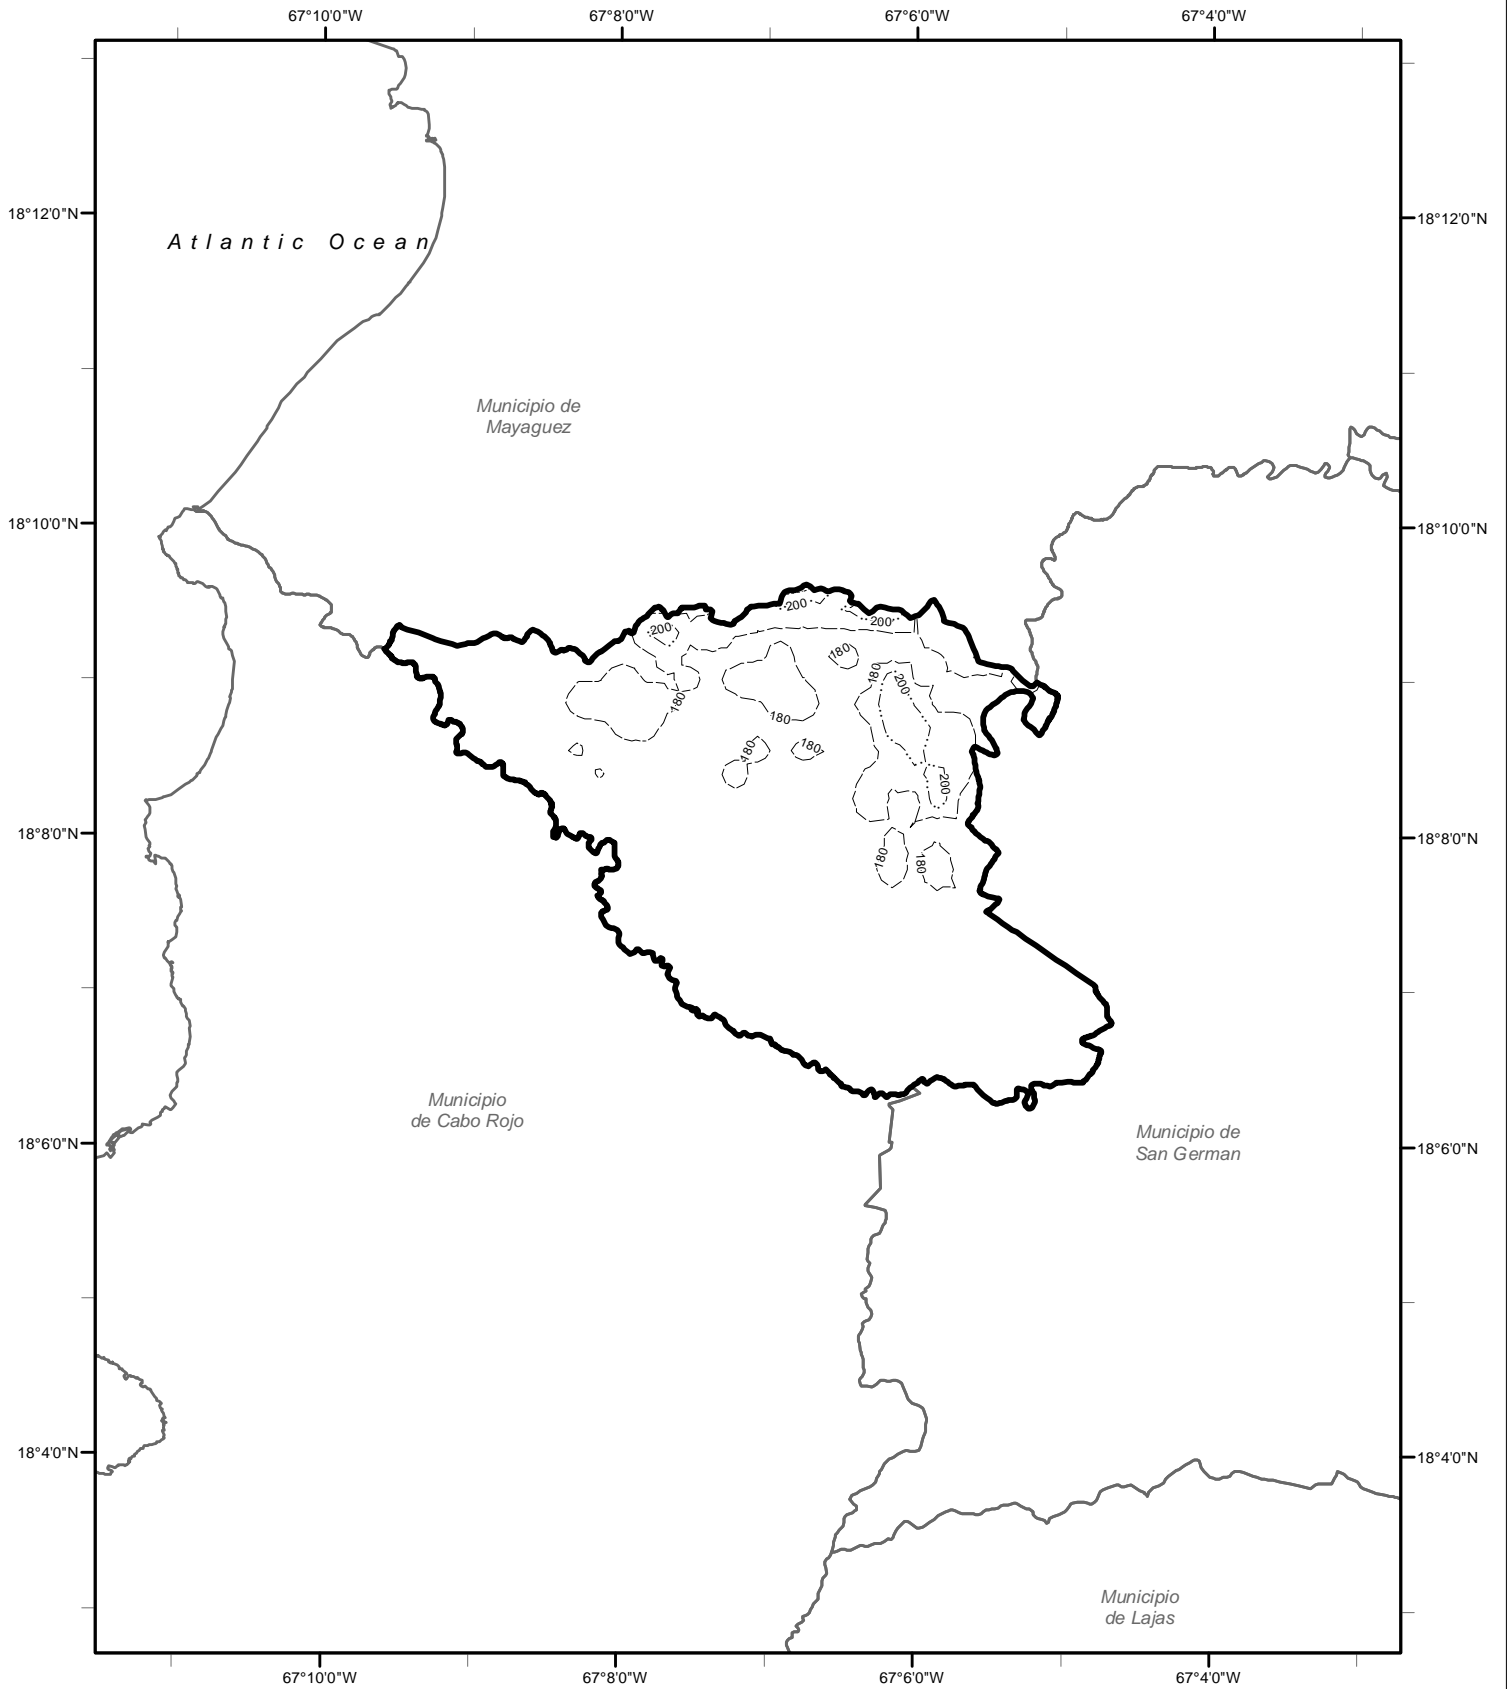 67°10'0"W
67°8'0"W
67°6'0"W
67°4'0"W
18°12'0"N
18°12'0"N
Atlantic Ocean
Municipio de
Mayaguez
18°10'0"N
18°10'0"N
200
200
200
180
180
200
180
180
180
180
200
18°8'0"N
18°8'0"N
180
180
Municipio
de Cabo Rojo
Municipio de
San German
18°6'0"N
18°6'0"N
18°4'0"N
18°4'0"N
Municipio
de Lajas
67°10'0"W
67°8'0"W
67°6'0"W
67°4'0"W